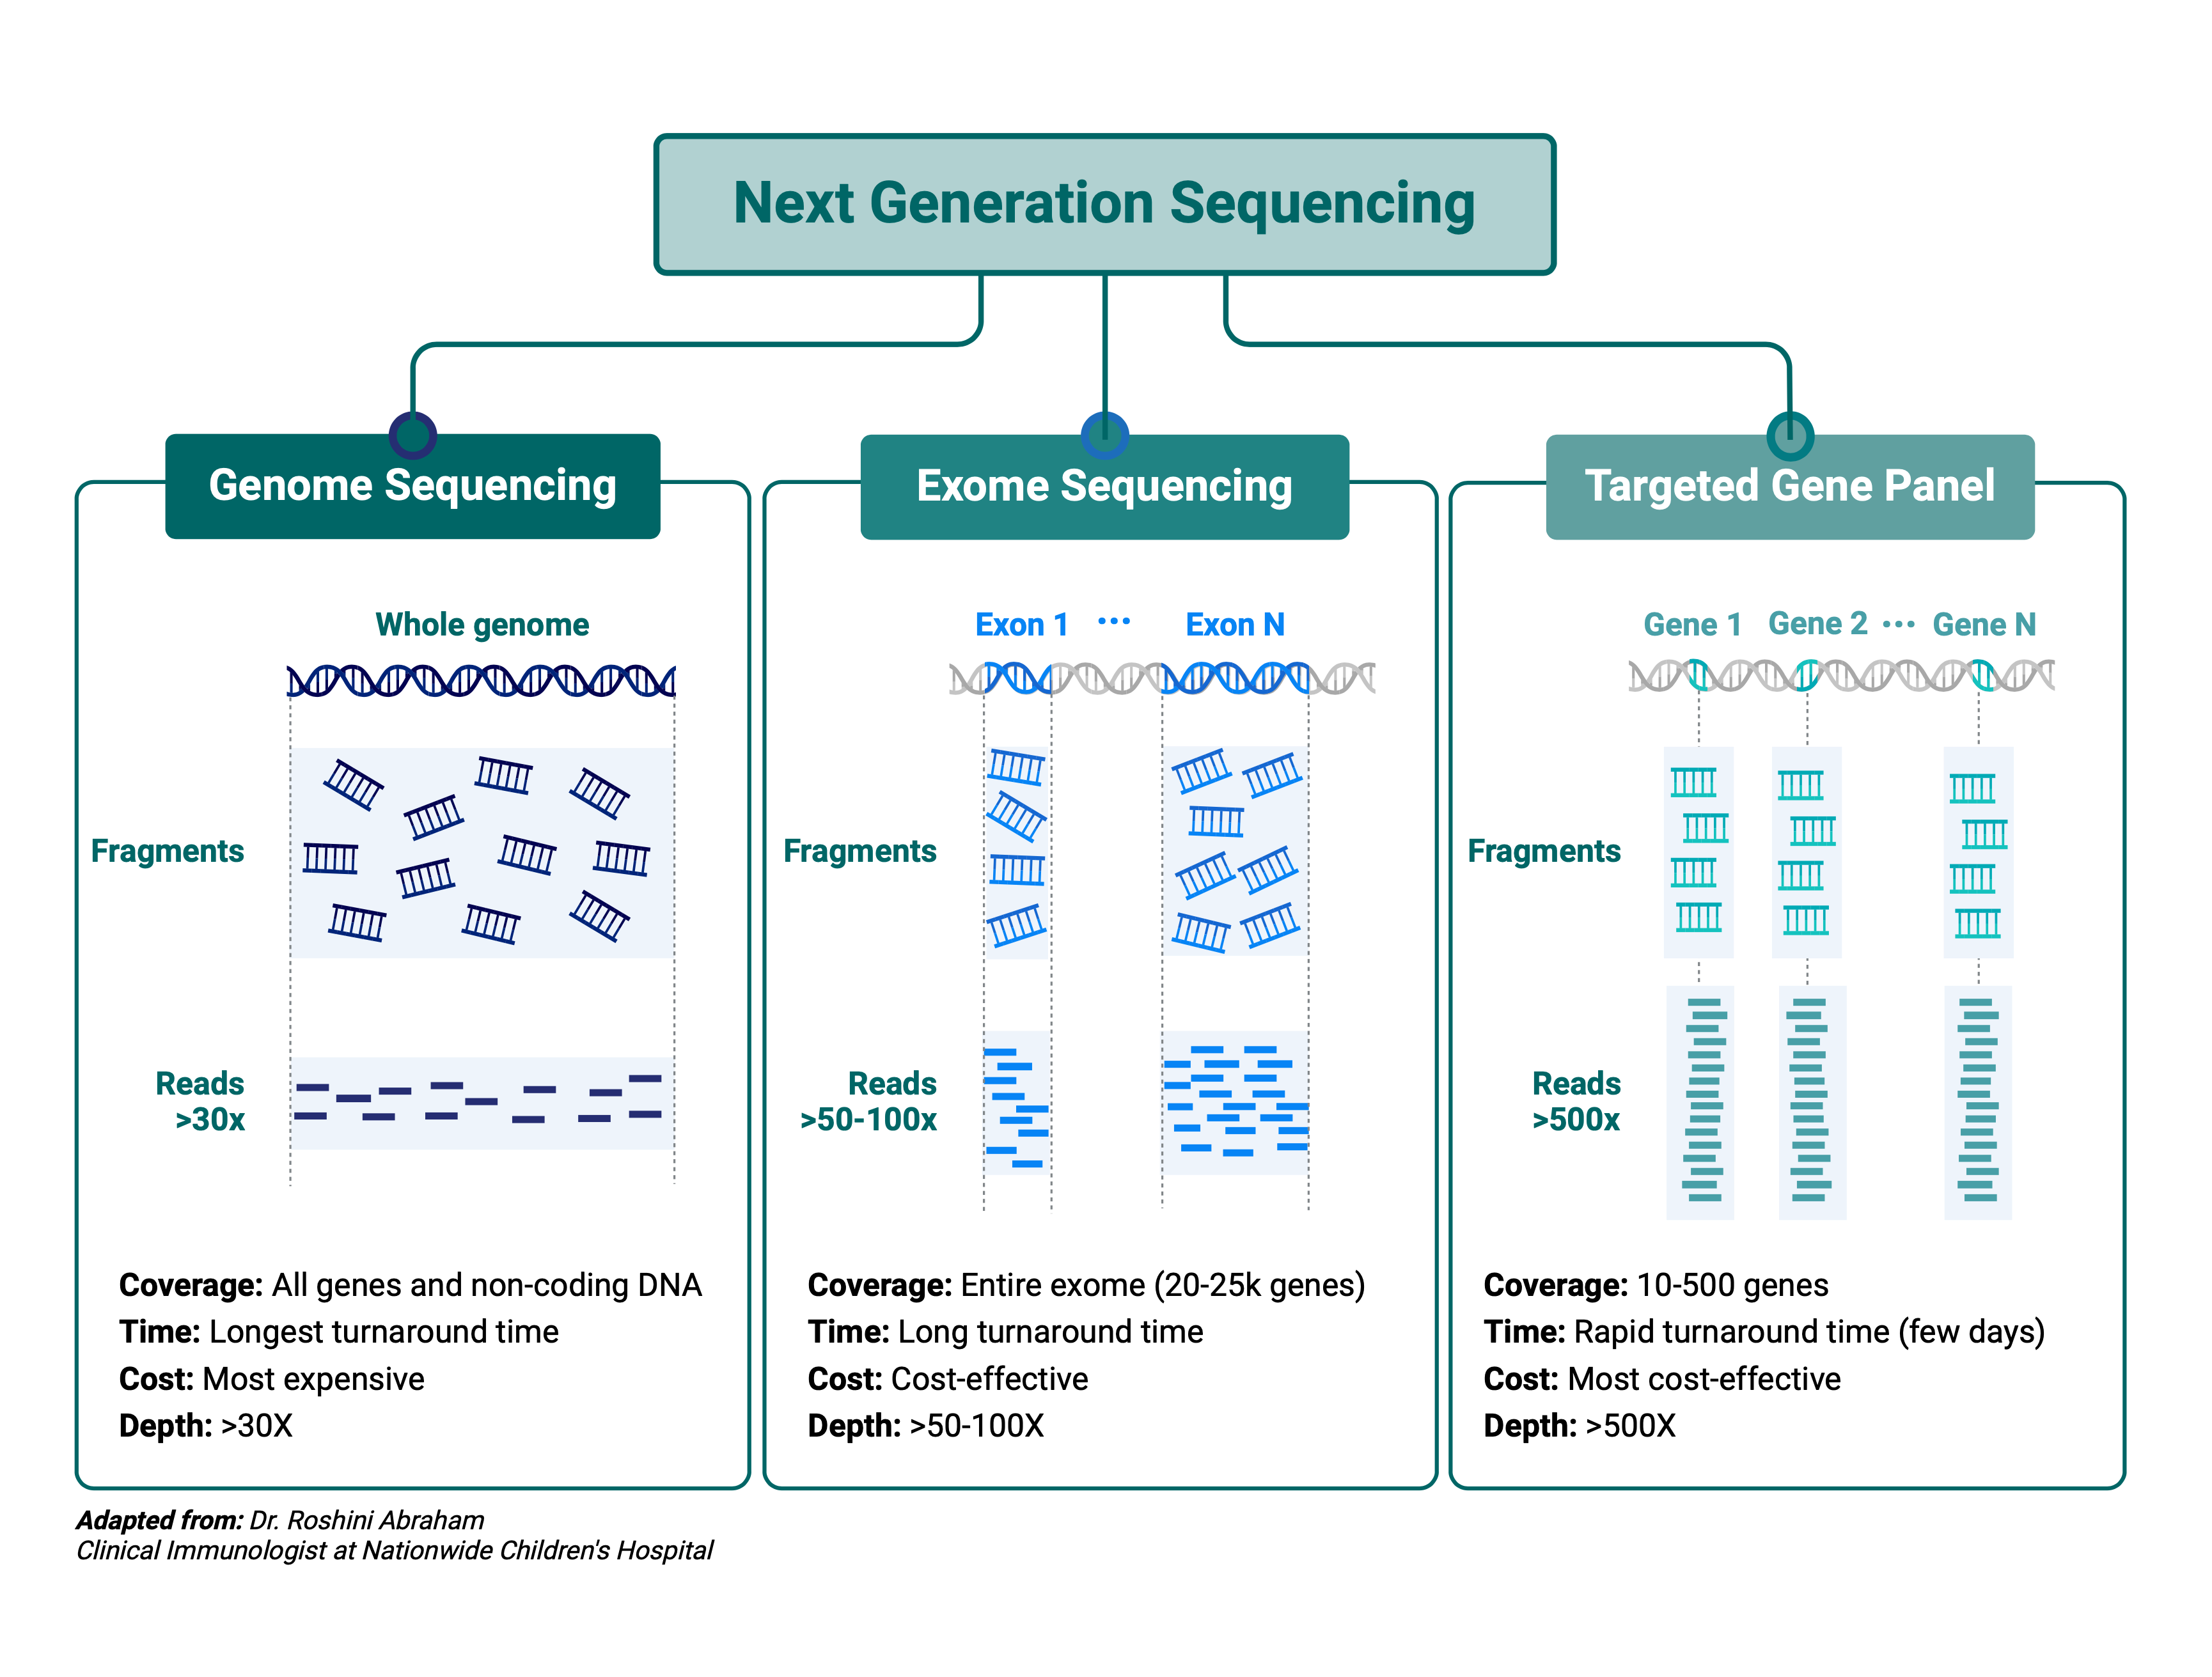 Next Generation Sequencing
Genome Sequencing
Whole genome
Fragments
Reads
>30x
Coverage: All genes and non-coding DNA
Time: Longest turnaround time
Cost: Most expensive
Depth: >30X
Exome Sequencing
Exon 1 ... Exon N
Fragments
Reads
>50-100x
Coverage: Entire exome (20-25k genes)
Time: Long turnaround time
Cost: Cost-effective
Depth: >50-100X
Targeted Gene Panel
Gene 1 Gene 2 ... Gene N
Fragments
Reads
>500x
Coverage: 10-500 genes
Time: Rapid turnaround time (few days)
Cost: Most cost-effective
Depth: >500X
Adapted from: Dr. Roshini Abraham
Clinical Immunologist at Nationwide Children's Hospital